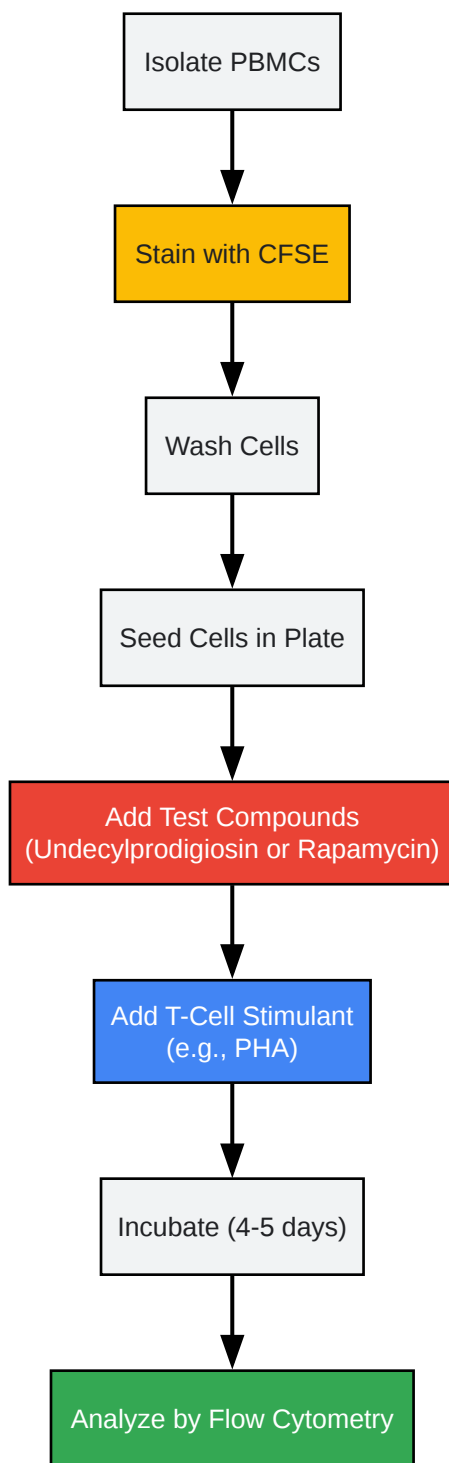 Isolate PBMCs
Stain with CFSE
Wash Cells
Seed Cells in Plate
Add Test Compounds
(Undecylprodigiosin or Rapamycin)
Add T-Cell Stimulant
(e.g., PHA)
Incubate (4-5 days)
Analyze by Flow Cytometry